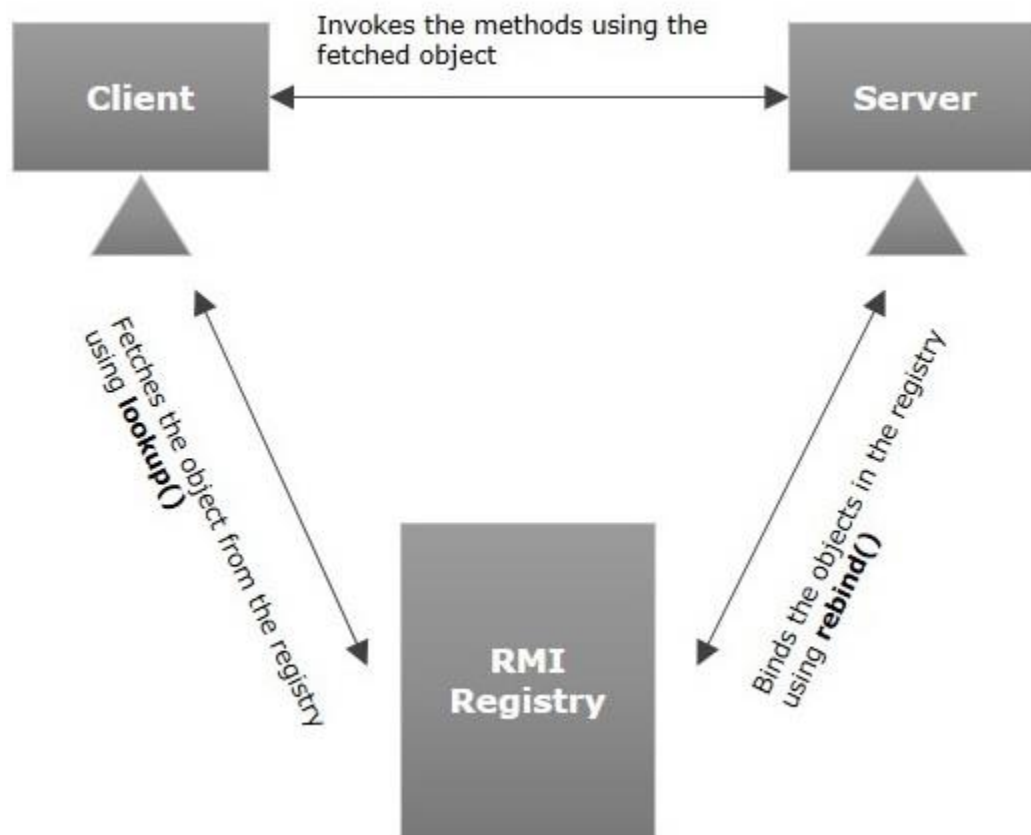 Invokes the methods using the
fetched object
Client
Server
Fetches the object from the registry
using lookup()
Binds the objects in the registry
using rebind()
RMI
Registry